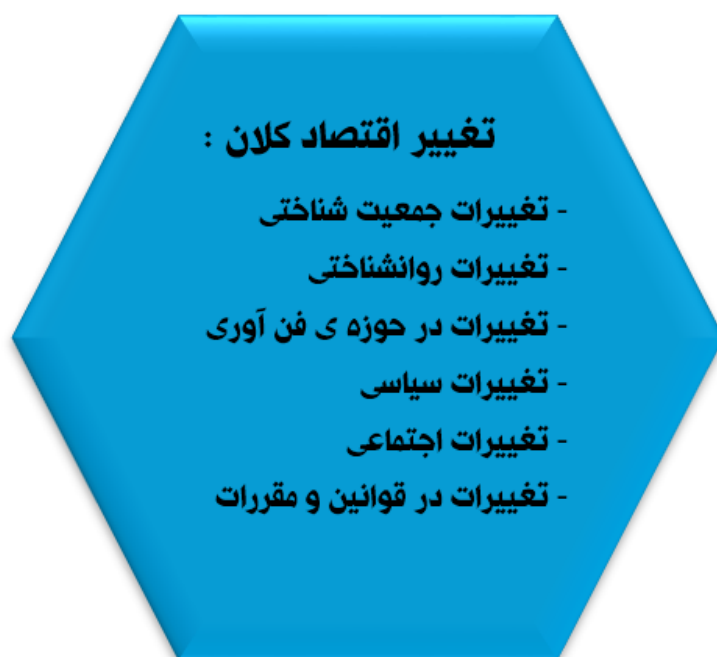 تغییر اقتصاد کلان :
- تغییرات جمعیت شناختی
- تغییرات روانشناختی
- تغییرات در حوزه ی فن آوری
- تغییرات سیاسی
- تغییرات اجتماعی
- تغییرات در قوانین و مقررات